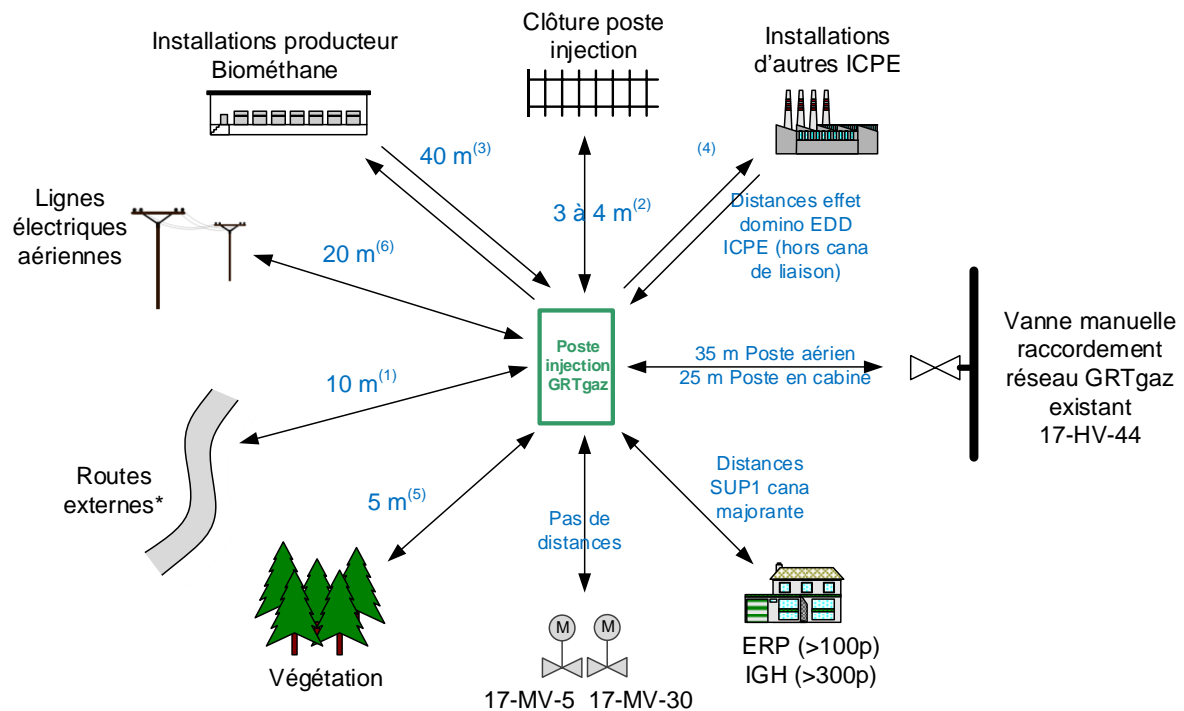 Installations producteur
Biométhane
Clôture poste
injection
Installations
d'autres ICPE
40 m(3)
3 à 4 m(2)
(4)
Distances effet
domino EDD
ICPE (hors cana
de liaison)
Lignes
électriques
aériennes
20 m(6)
Poste
injection
GRTgaz
35 m Poste aérien
25 m Poste en cabine
Vanne manuelle
raccordement
réseau GRTgaz
existant
17-HV-44
10 m(1)
Routes
externes*
5 m(5)
Pas de
distances
Distances
SUP1 cana
majorante
Végétation
M
M
17-MV-5
17-MV-30
ERP (>100p)
IGH (>300p)